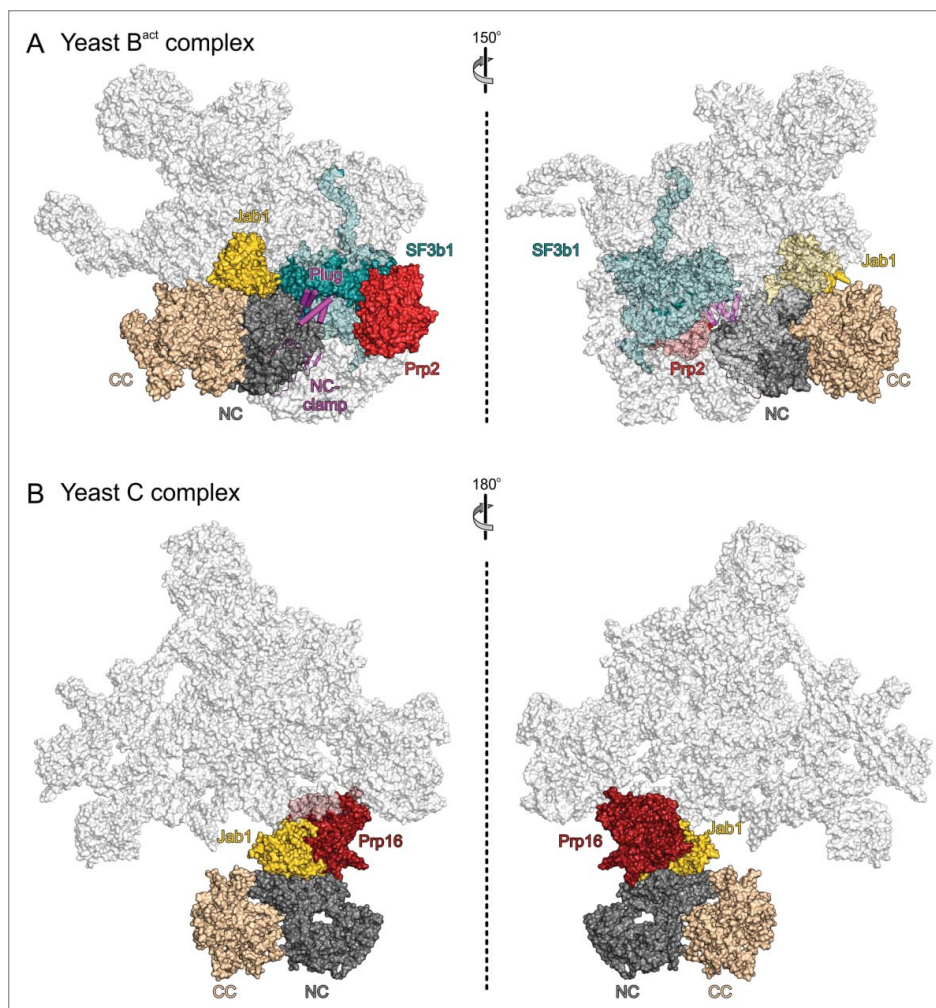 A Yeast Bact complex
150°
Jab1
SF3b1
Plug
Prp2
NC-
clamp
CC
NC
SF3b1
Jab1
Prp2
CC
NC
B Yeast C complex
180°
Jab1
Prp16
CC
NC
Prp16
Jab1
NC
CC